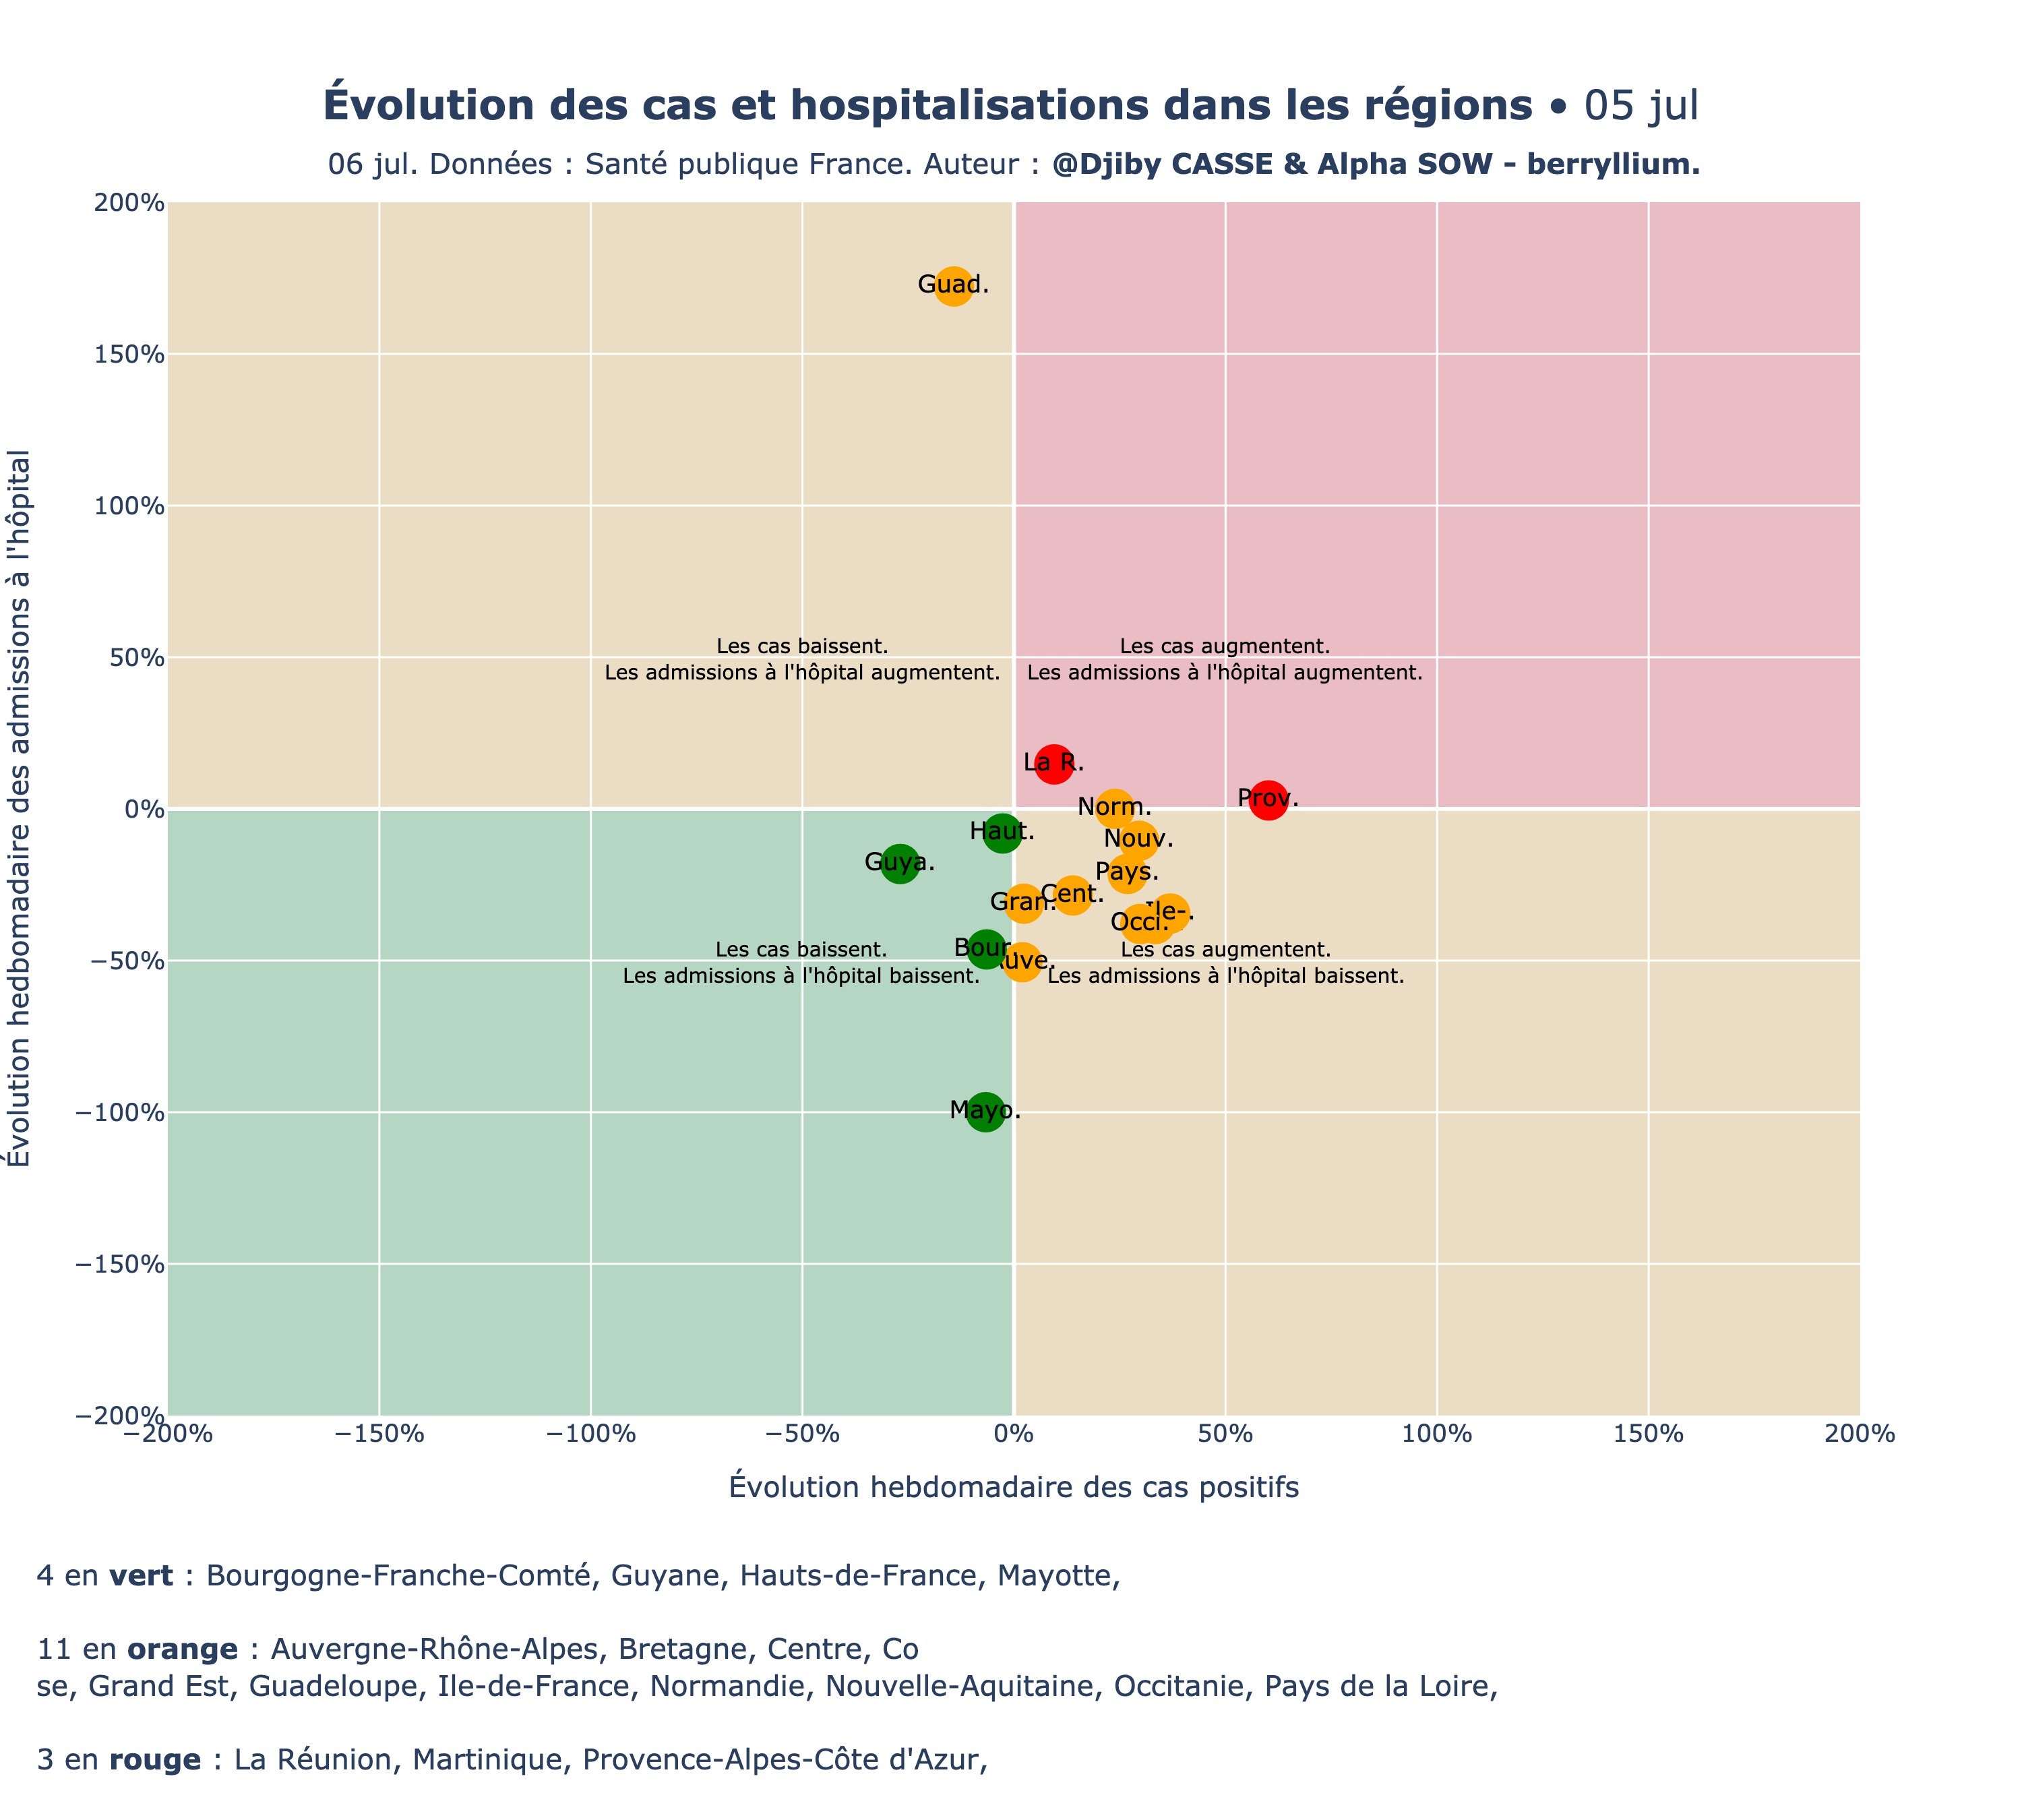 Évolution des cas et hospitalisations dans les régions • 05 jul
06 jul. Données : Santé publique France. Auteur : @Djiby CASSE & Alpha SOW - berryllium.
Évolution hedbomadaire des admissions à l'hôpital
200%
150%
100%
50%
0%
−50%
−100%
−150%
−200%
Guad.
Les cas baissent.
Les admissions à l'hôpital augmentent.
Les cas augmentent.
Les admissions à l'hôpital augmentent.
La R.
Prov.
Norm.
Haut.
Nouv.
Guya.
Pays.
Cent.
Gran.
Ile-.
Occi.
Bour.
uve.
Les cas baissent.
Les admissions à l'hôpital baissent.
Les cas augmentent.
Les admissions à l'hôpital baissent.
Mayo.
−200%
−150%
−100%
−50%
0%
50%
100%
150%
200%
Évolution hebdomadaire des cas positifs
4 en vert : Bourgogne-Franche-Comté, Guyane, Hauts-de-France, Mayotte,
11 en orange : Auvergne-Rhône-Alpes, Bretagne, Centre, Co
se, Grand Est, Guadeloupe, Ile-de-France, Normandie, Nouvelle-Aquitaine, Occitanie, Pays de la Loire,
3 en rouge : La Réunion, Martinique, Provence-Alpes-Côte d'Azur,